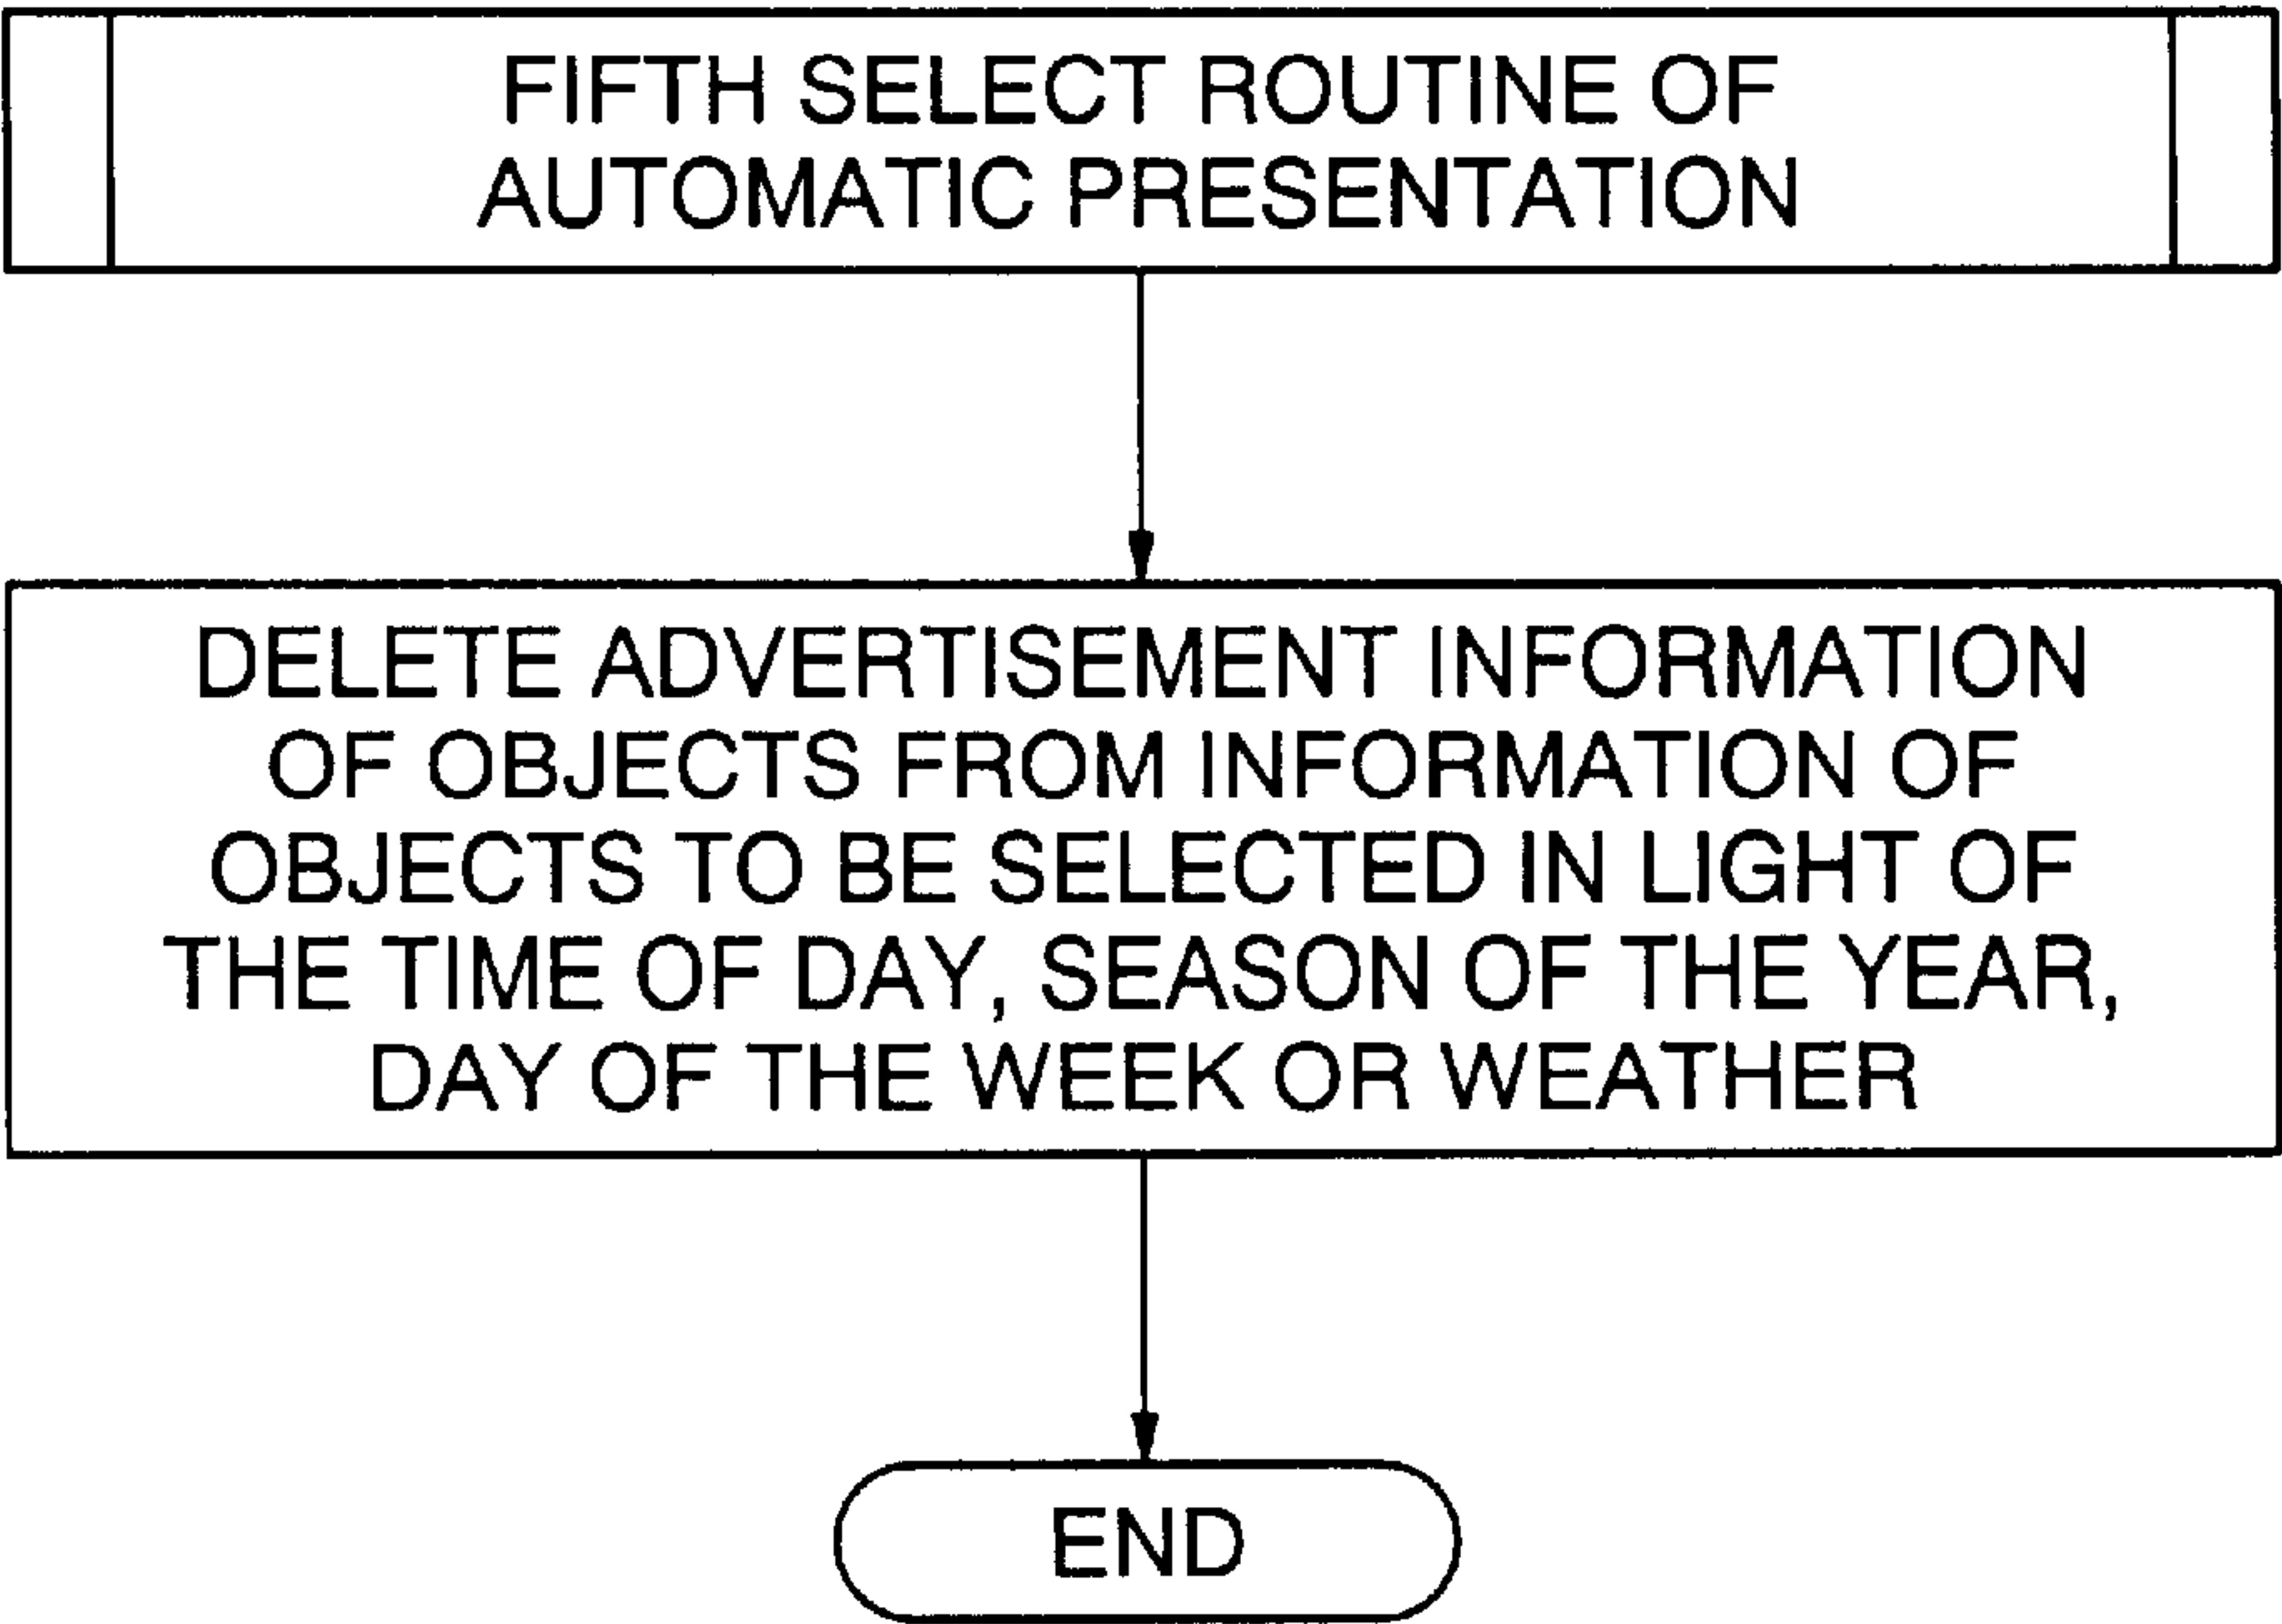 FIFTH SELECT ROUTINE OF
AUTOMATIC PRESENTATION
DELETE ADVERTISEMENT INFORMATION
OF OBJECTS FROM INFORMATION OF
OBJECTS TO BE SELECTED IN LIGHT OF
THE TIME OF DAY, SEASON OF THE YEAR,
DAY OF THE WEEK OR WEATHER
END